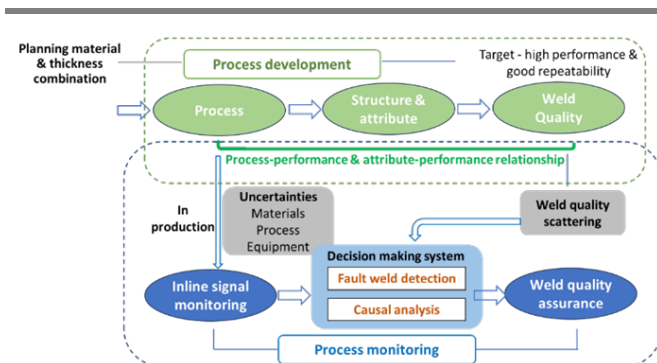 Planning material
& thickness
combination
Process development
Target - high performance &
good repeatability
Process
Structure &
attribute
Weld
Quality
Process-performance & attribute-performance relationship
In
production
Uncertainties
Materials
Process
Equipment
Weld quality
scattering
Decision making system
Fault weld detection
Causal analysis
Inline signal
monitoring
Weld quality
assurance
Process monitoring